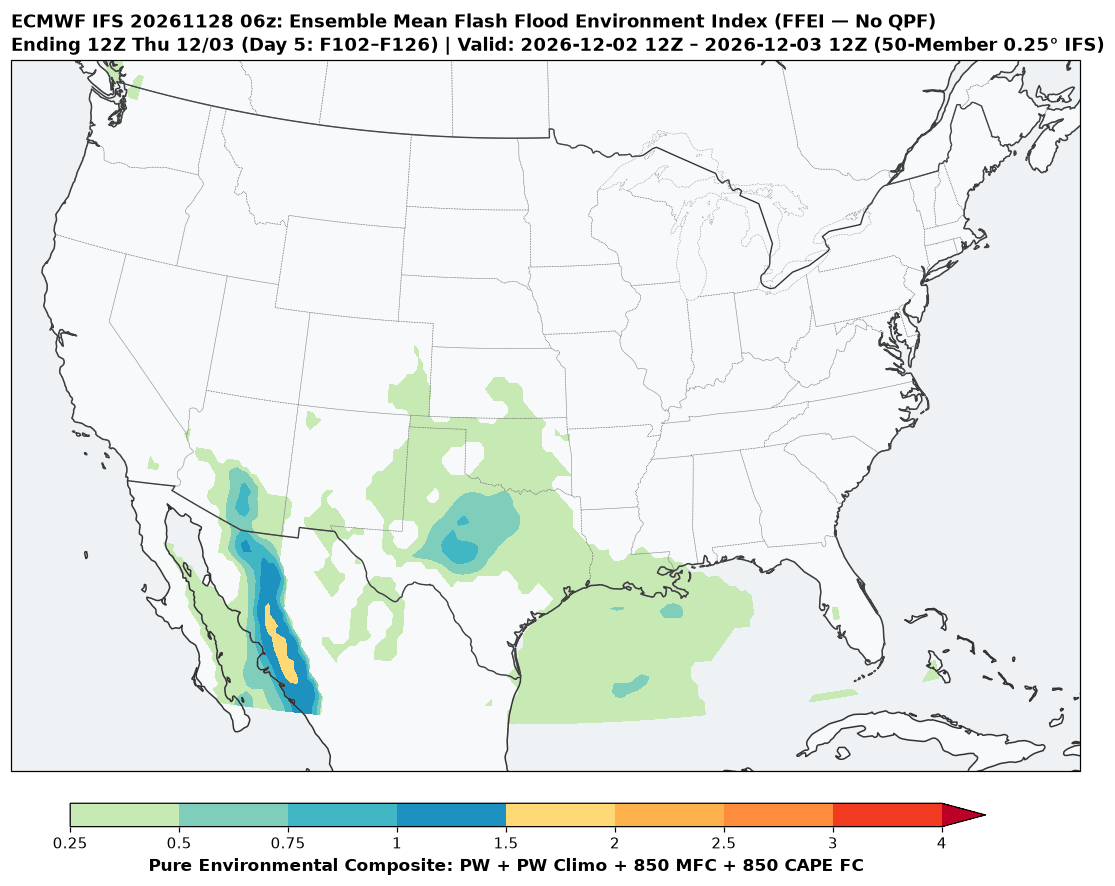 ECMWF IFS 20261128 06z: Ensemble Mean Flash Flood Environment Index (FFEI — No QPF)
Ending 12Z Thu 12/03 (Day 5: F102–F126) | Valid: 2026-12-02 12Z – 2026-12-03 12Z (50-Member 0.25° IFS)
0.25 0.5 0.75 1 1.5 2 2.5 3 4
Pure Environmental Composite: PW + PW Climo + 850 MFC + 850 CAPE FC